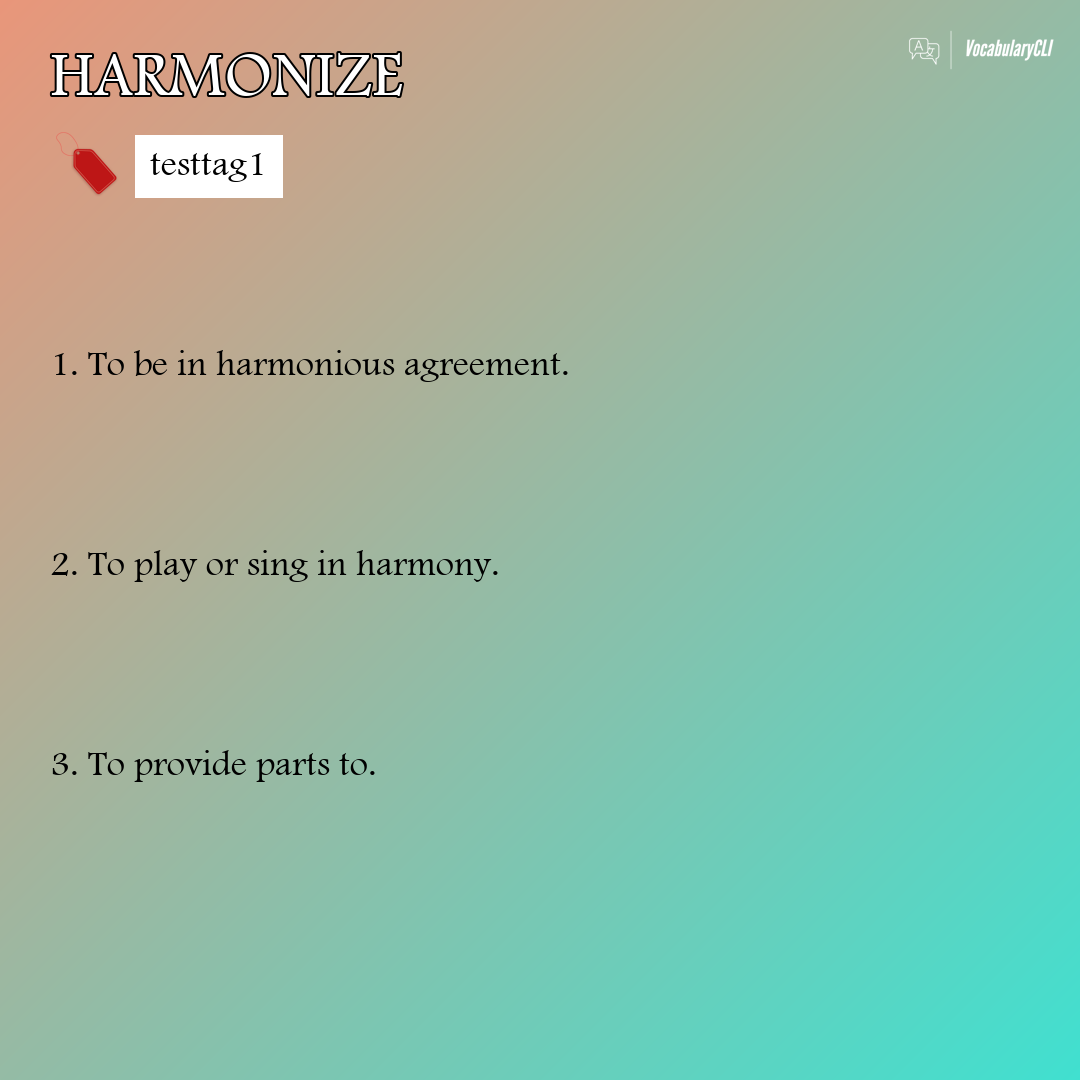 HARMONIZE
A Z VocabularyCLI
testtag1
1. To be in harmonious agreement.
2. To play or sing in harmony.
3. To provide parts to.